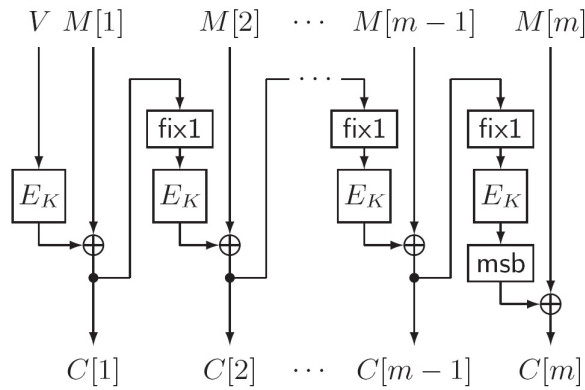 V M[1] M[2] ⋯ M[m − 1] M[m]
⋯
fix1 fix1 fix1
E_K E_K E_K E_K
msb
C[1] C[2] ⋯ C[m − 1] C[m]